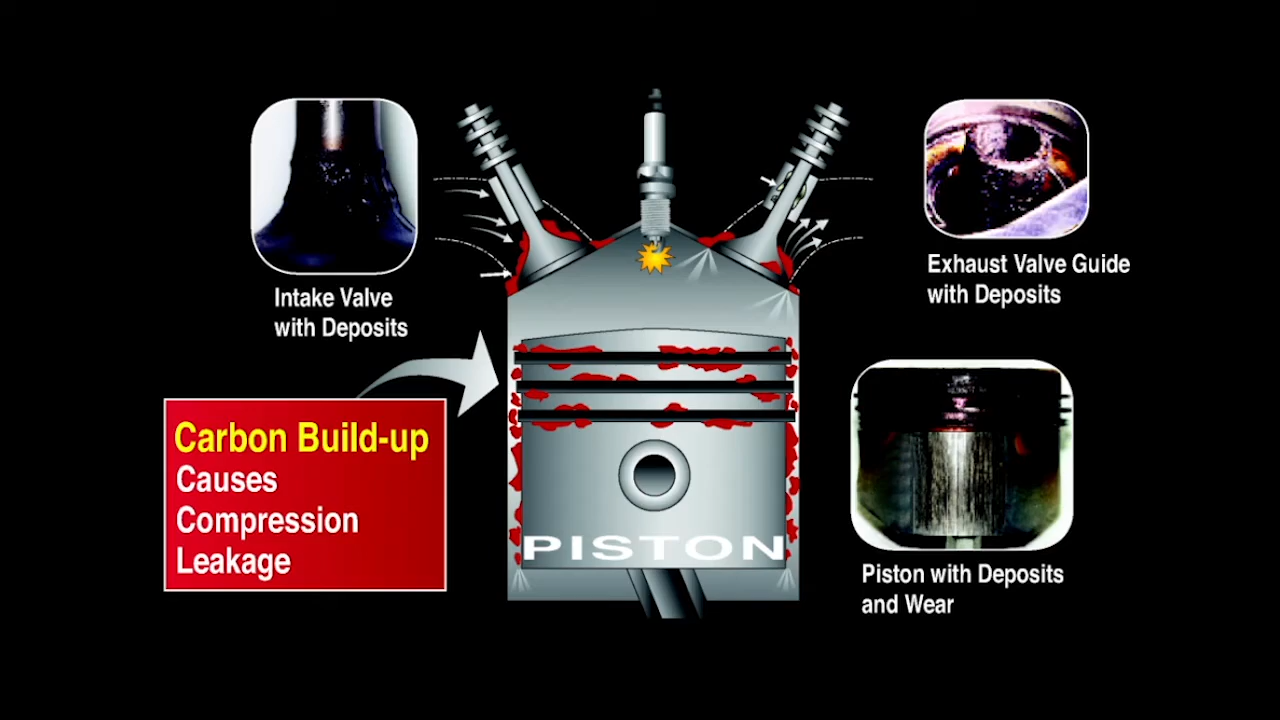 Intake Valve
with Deposits
Exhaust Valve Guide
with Deposits
Carbon Build-up
Causes
Compression
Leakage
PISTON
Piston with Deposits
and Wear